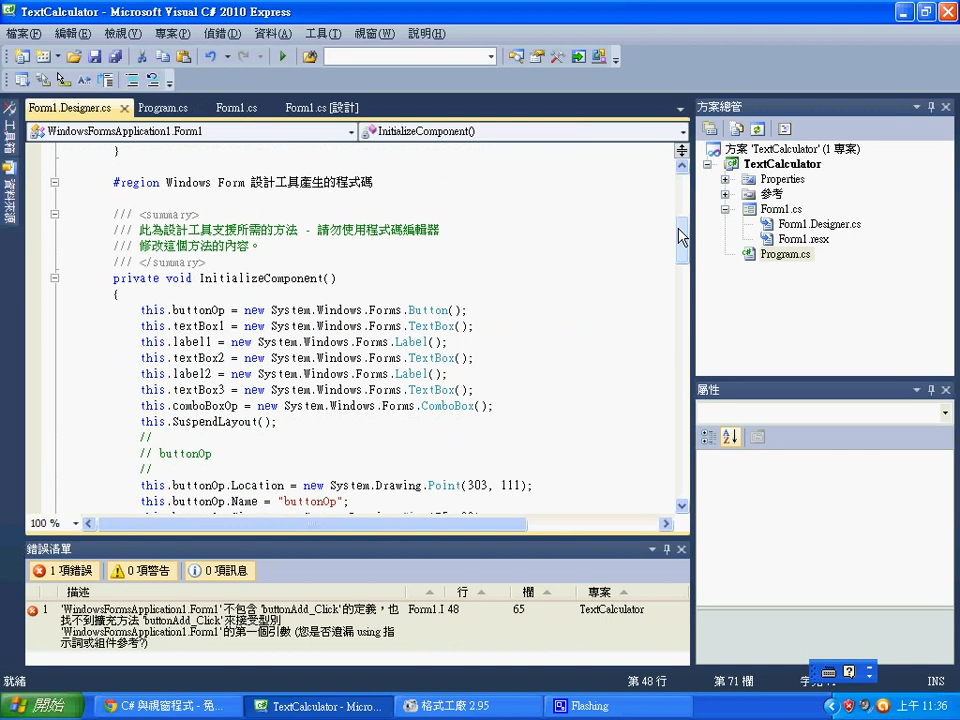 TextCalculator - Microsoft Visual C# 2010 Express
檔案(F) 編輯(E) 檢視(V) 專案(P) 偵錯(D) 資料(A) 工具(T) 視窗(W) 說明(H)
Form1.Designer.cs Program.cs Form1.cs Form1.cs [設計]
WindowsFormsApplication1.Form1 InitializeComponent()
工具箱
資料來源
}
#region Windows Form 設計工具產生的程式碼
/// <summary>
/// 此為設計工具支援所需的方法 - 請勿使用程式碼編輯器
/// 修改這個方法的內容。
/// </summary>
private void InitializeComponent()
{
this.buttonOp = new System.Windows.Forms.Button();
this.textBox1 = new System.Windows.Forms.TextBox();
this.label1 = new System.Windows.Forms.Label();
this.textBox2 = new System.Windows.Forms.TextBox();
this.label2 = new System.Windows.Forms.Label();
this.textBox3 = new System.Windows.Forms.TextBox();
this.comboBoxOp = new System.Windows.Forms.ComboBox();
this.SuspendLayout();
//
// buttonOp
//
this.buttonOp.Location = new System.Drawing.Point(303, 111);
this.buttonOp.Name = "buttonOp";
100 %
方案總管
方案 'TextCalculator' (1 專案)
TextCalculator
Properties
參考
Form1.cs
Form1.Designer.cs
Form1.resx
Program.cs
屬性
錯誤清單
1 項錯誤 0 項警告 0 項訊息
描述 行 欄 專案
1 'WindowsFormsApplication1.Form1' 不包含 'buttonAdd_Click' 的定義，也 Form1.I 48 65 TextCalculator
找不到擴充方法 'buttonAdd_Click' 來接受型別
'WindowsFormsApplication1.Form1' 的第一個引數 (您是否遺漏 using 指
示詞或組件參考?)
就緒 第 48 行 第 71 欄 INS
開始 C# 與視窗程式 - 免... TextCalculator - Micro... 格式工廠 2.95 Flashing 上午 11:36